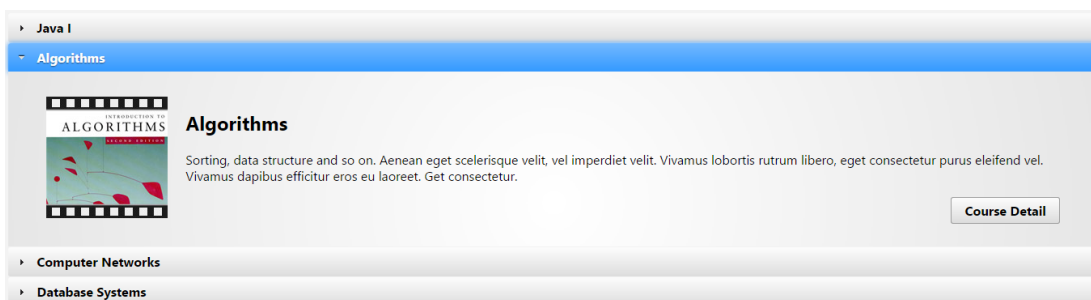 Java I
Algorithms
INTRODUCTION TO
ALGORITHMS
SECOND EDITION
Algorithms
Sorting, data structure and so on. Aenean eget scelerisque velit, vel imperdiet velit. Vivamus lobortis rutrum libero, eget consectetur purus eleifend vel.
Vivamus dapibus efficitur eros eu laoreet. Get consectetur.
Course Detail
Computer Networks
Database Systems